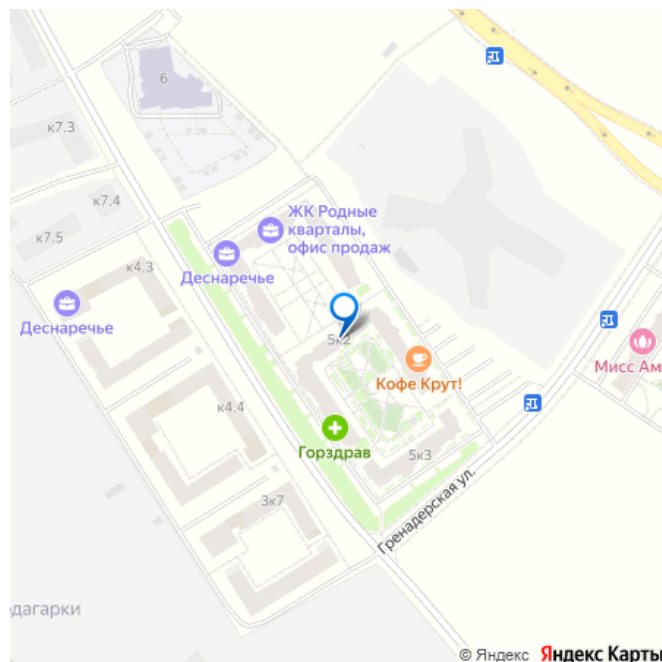 6
к7.3
к7.4
к7.5
ЖК Родные
кварталы,
офис продаж
Деснаречье
к4.3
Деснаречье
5к2
Кофе Крут!
Мисс Ам
к4.4
Горздрав
5к3
3к7
Гренадерская ул.
дагарки
© Яндекс Яндекс Карты